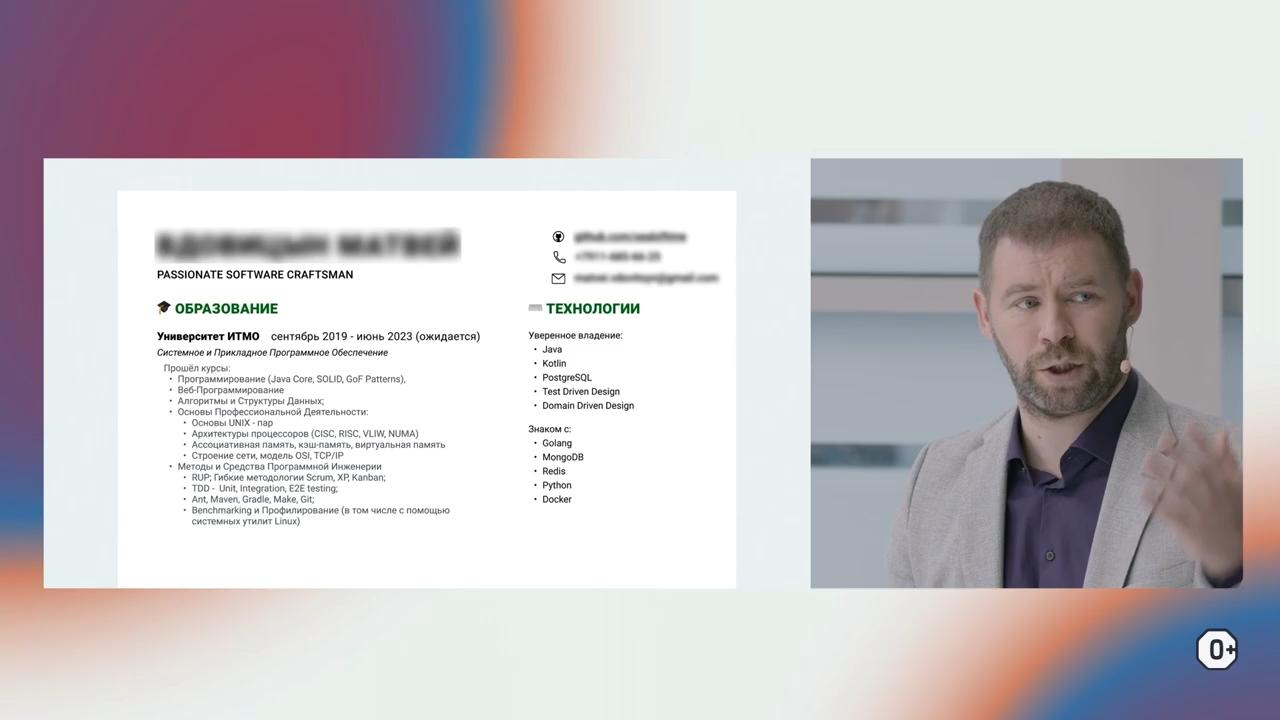 PASSIONATE SOFTWARE CRAFTSMAN
ОБРАЗОВАНИЕ
Университет ИТМО сентябрь 2019 - июнь 2023 (ожидается)
Системное и Прикладное Программное Обеспечение
Прошёл курсы:
• Программирование (Java Core, SOLID, GoF Patterns),
• Веб-Программирование
• Алгоритмы и Структуры Данных;
• Основы Профессиональной Деятельности:
• Основы UNIX - пар
• Архитектуры процессоров (CISC, RISC, VLIW, NUMA)
• Ассоциативная память, кэш-память, виртуальная память
• Строение сети, модель OSI, TCP/IP
• Методы и Средства Программной Инженерии
• RUP; Гибкие методологии Scrum, XP, Kanban;
• TDD - Unit, Integration, E2E testing;
• Ant, Maven, Gradle, Make, Git;
• Benchmarking и Профилирование (в том числе с помощью
системных утилит Linux)
ТЕХНОЛОГИИ
Уверенное владение:
• Java
• Kotlin
• PostgreSQL
• Test Driven Design
• Domain Driven Design
Знаком с:
• Golang
• MongoDB
• Redis
• Python
• Docker
0+